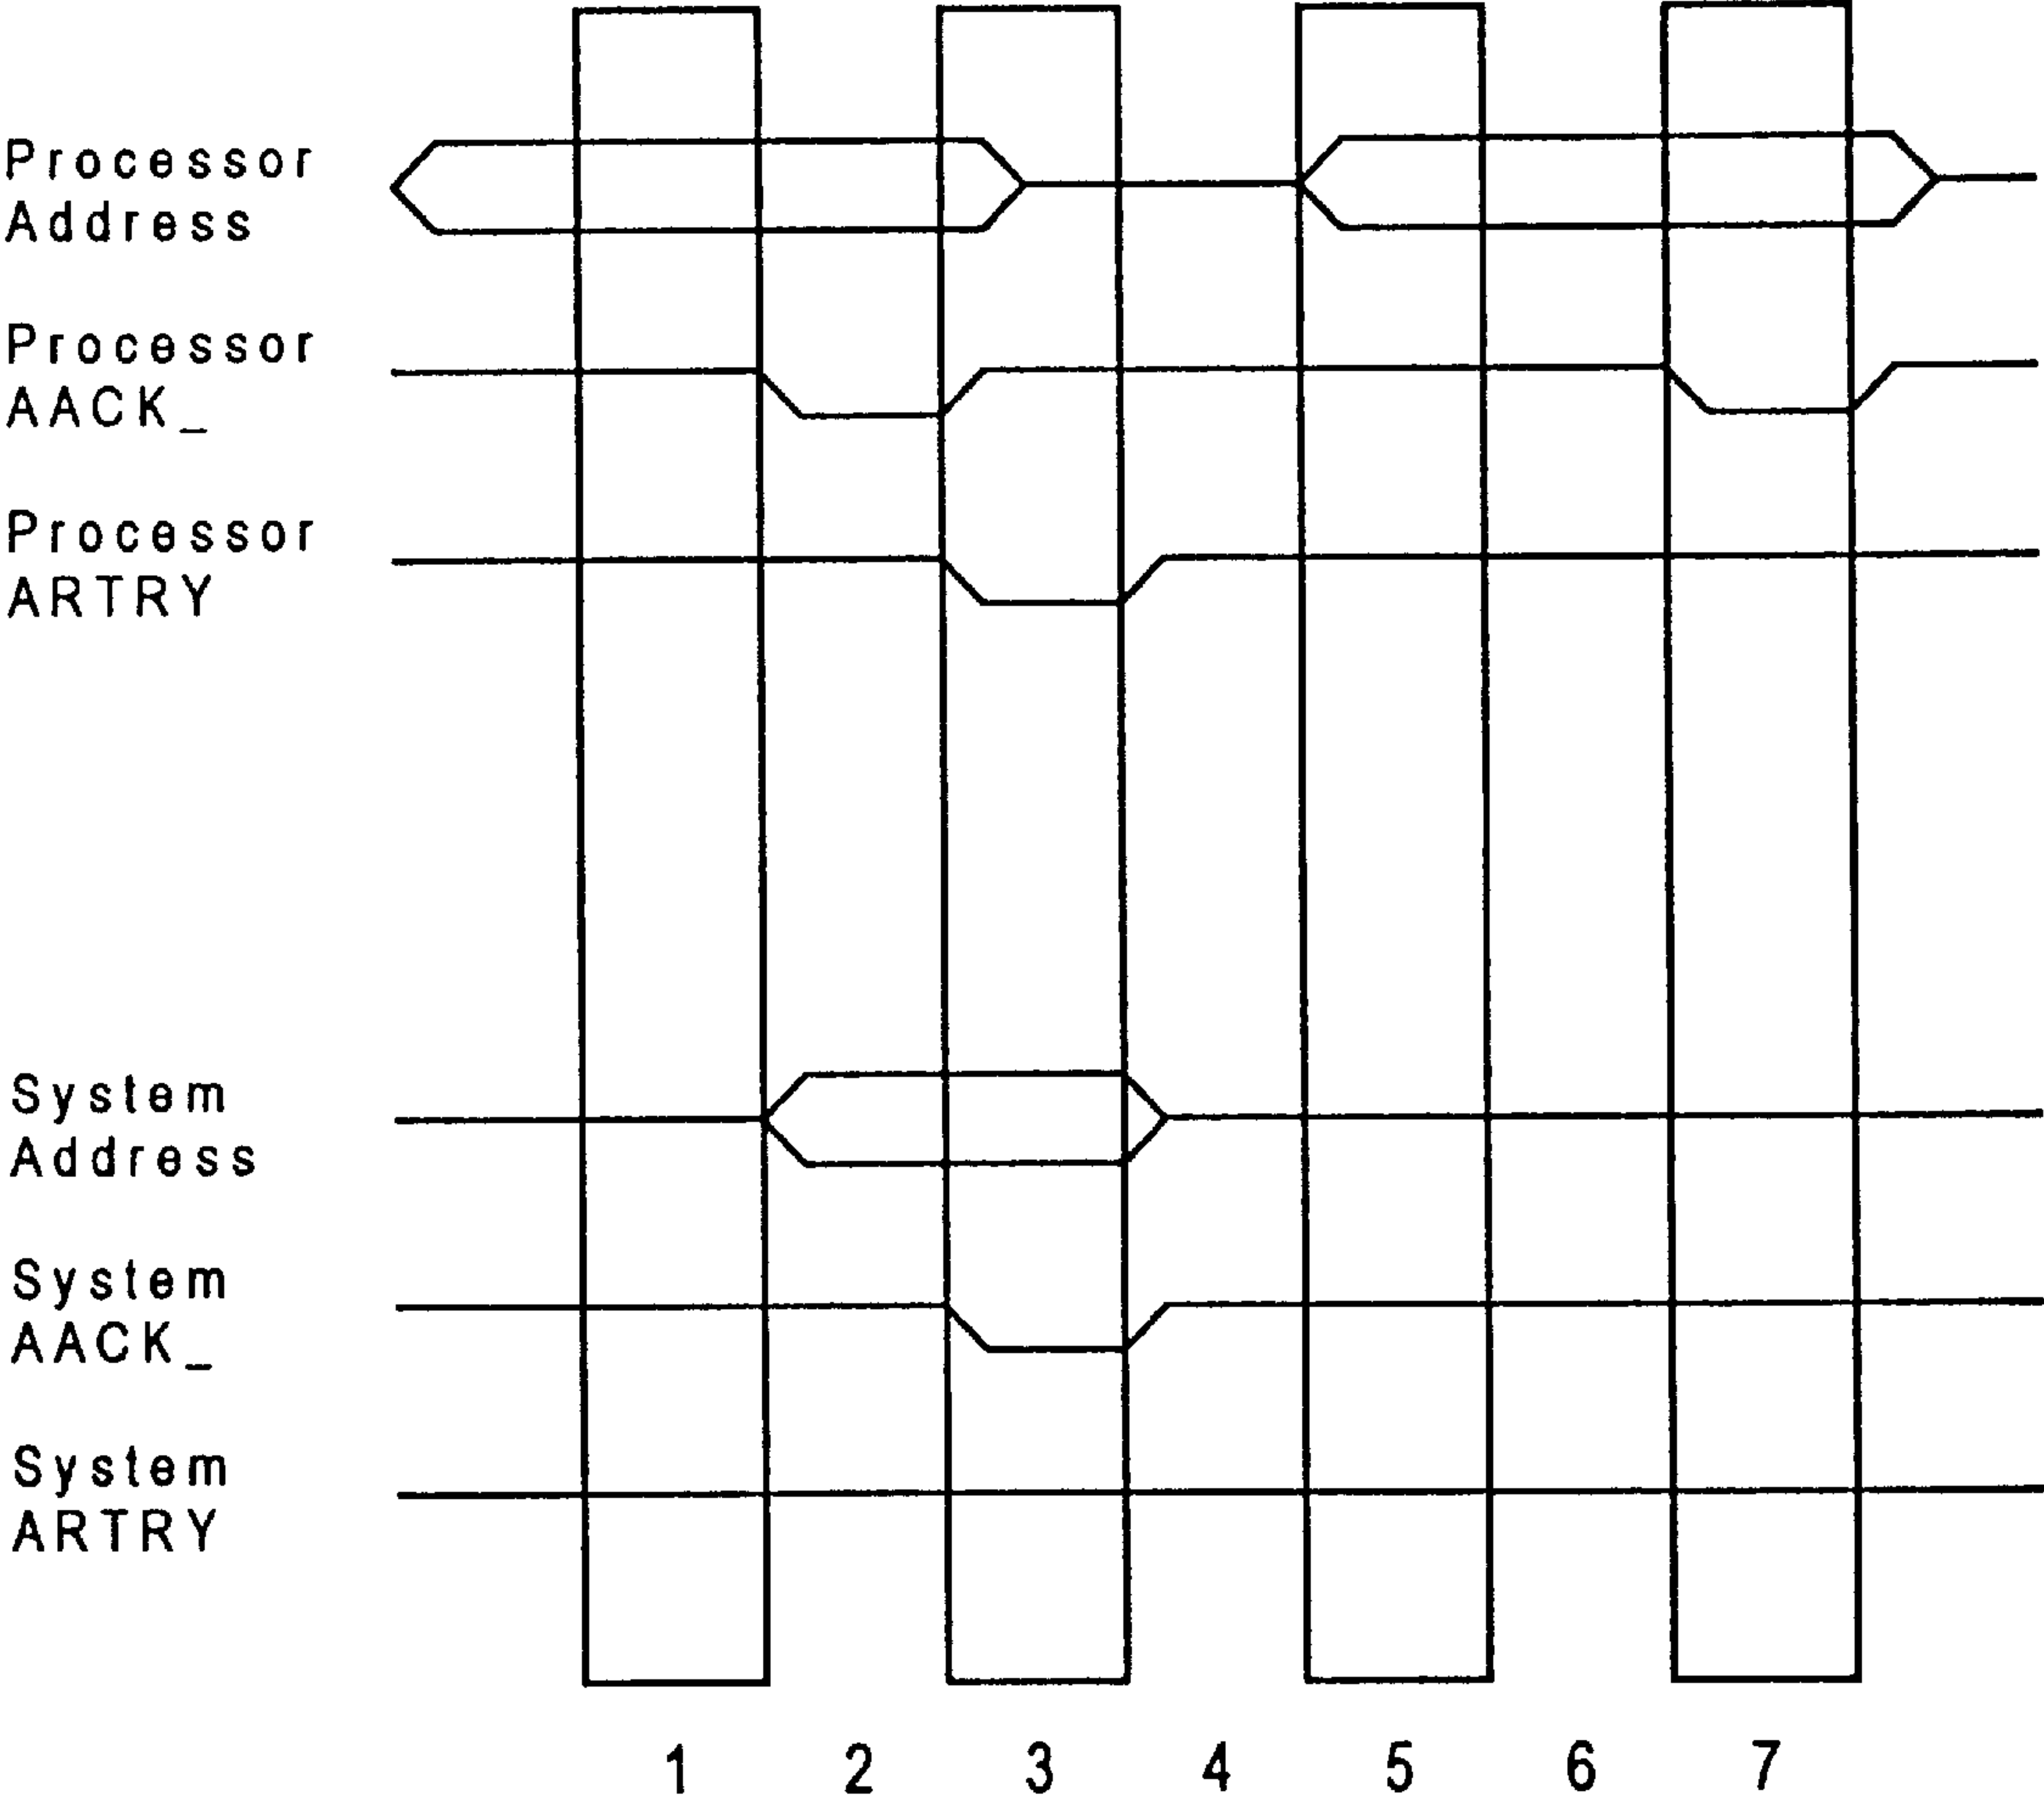 Processor
Address
Processor
AACK_
Processor
ARTRY
System
Address
System
AACK_
System
ARTRY
1 2 3 4 5 6 7